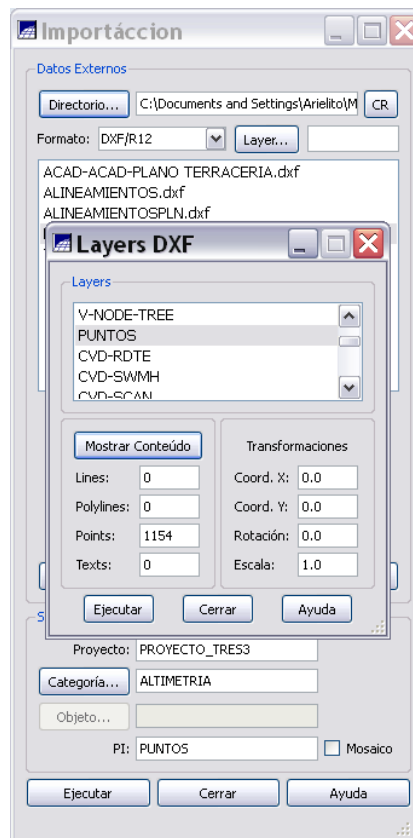 Importáccion
Datos Externos
Directorio... C:\Documents and Settings\Arielito\M CR
Formato: DXF/R12 Layer...
ACAD-ACAD-PLANO TERRACERIA.dxf
ALINEAMIENTOS.dxf
ALINEAMIENTOSPLN.dxf
Layers DXF
Layers
V-NODE-TREE
PUNTOS
CVD-RDTE
CVD-SWMH
CVD-SCAN
Mostrar Conteúdo Transformaciones
Lines: 0 Coord. X: 0.0
Polylines: 0 Coord. Y: 0.0
Points: 1154 Rotación: 0.0
Texts: 0 Escala: 1.0
Ejecutar Cerrar Ayuda
Proyecto: PROYECTO_TRES3
Categoría... ALTIMETRIA
Objeto...
PI: PUNTOS Mosaico
Ejecutar Cerrar Ayuda